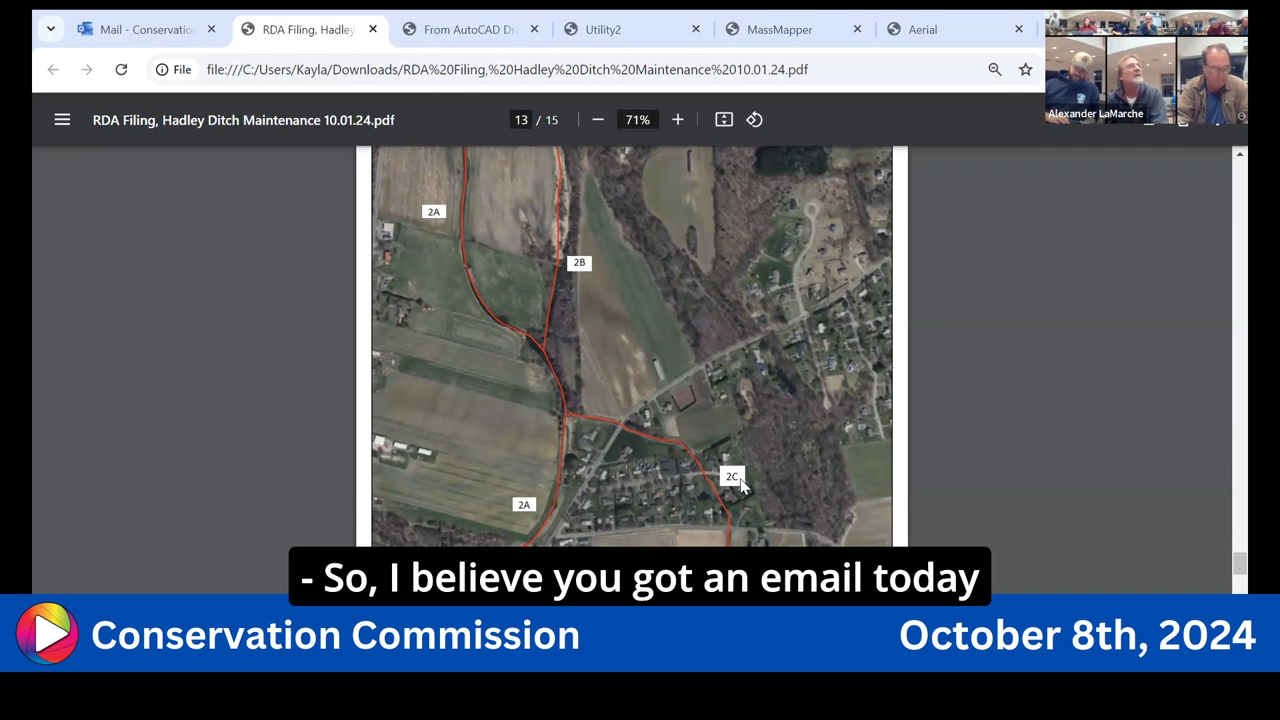 Mail - Conservatio
RDA Filing, Hadley
From AutoCAD Dr
Utility2
MassMapper
Aerial
File
file:///C:/Users/Kayla/Downloads/RDA%20Filing,%20Hadley%20Ditch%20Maintenance%2010.01.24.pdf
Alexander LaMarche
RDA Filing, Hadley Ditch Maintenance 10.01.24.pdf
13 / 15
71%
2A
2B
2C
2A
- So, I believe you got an email today
Conservation Commission
October 8th, 2024